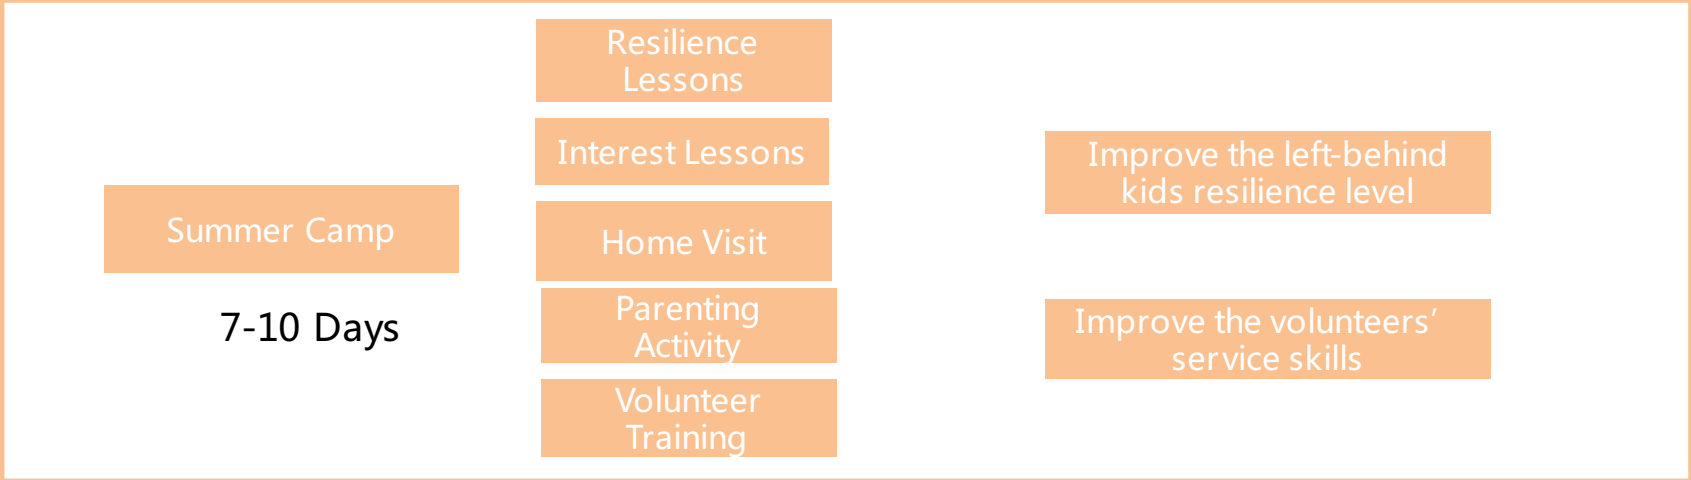 Summer Camp
7-10 Days
Resilience
Lessons
Interest Lessons
Home Visit
Parenting
Activity
Volunteer
Training
Improve the left-behind
kids resilience level
Improve the volunteers’
service skills